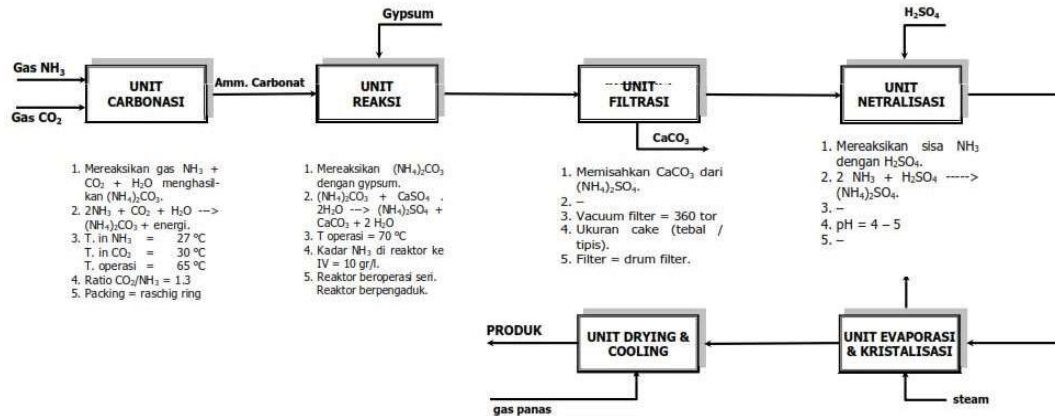 Gypsum
H₂SO₄
Gas NH₃
Gas CO₂
UNIT
CARBONASI
Amm. Carbonat
UNIT
REAKSI
UNIT
FILTRASI
CaCO₃
UNIT
NETRALISASI
1. Mereaksikan gas NH₃ +
CO₂ + H₂O menghasil-
kan (NH₄)₂CO₃.
2. 2NH₃ + CO₂ + H₂O --->
(NH₄)₂CO₃ + energi.
3. T. in NH₃ = 27 °C
T. in CO₂ = 30 °C
T. operasi = 65 °C
4. Ratio CO₂/NH₃ = 1.3
5. Packing = raschig ring
1. Mereaksikan (NH₄)₂CO₃
dengan gypsum.
2. (NH₄)₂CO₃ + CaSO₄ .
2H₂O ---> (NH₄)₂SO₄ +
CaCO₃ + 2 H₂O
3. T operasi = 70 °C
4. Kadar NH₃ di reaktor ke
IV = 10 gr/l.
5. Reaktor beroperasi seri.
Reaktor berpengaduk.
1. Memisahkan CaCO₃ dari
(NH₄)₂SO₄.
2. –
3. Vacuum filter = 360 tor
4. Ukuran cake (tebal /
tipis).
5. Filter = drum filter.
1. Mereaksikan sisa NH₃
dengan H₂SO₄.
2. 2 NH₃ + H₂SO₄ ----->
(NH₄)₂SO₄.
3. –
4. pH = 4 – 5
5. –
PRODUK
UNIT DRYING &
COOLING
UNIT EVAPORASI
& KRISTALISASI
gas panas
steam